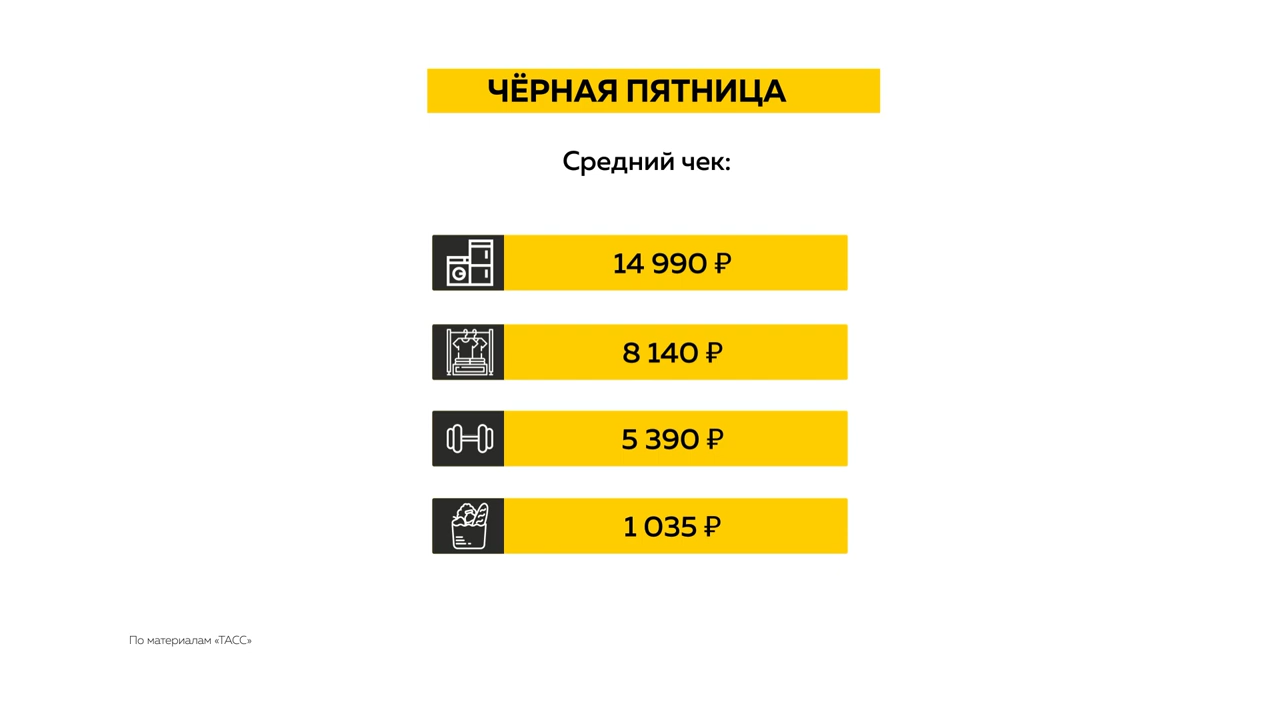 ЧЁРНАЯ ПЯТНИЦА
Средний чек:
14 990 ₽
8 140 ₽
5 390 ₽
1 035 ₽
По материалам «ТАСС»